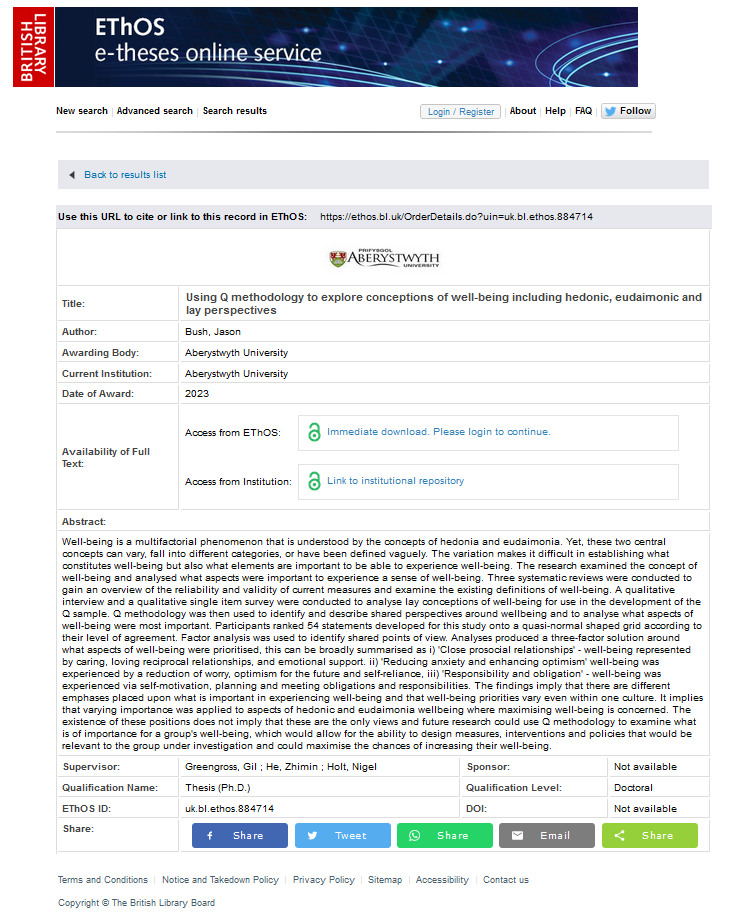 BRITISH
LIBRARY
EThOS
e-theses online service
New search | Advanced search | Search results
Login / Register | About | Help | FAQ | Follow
Back to results list
Use this URL to cite or link to this record in EThOS: https://ethos.bl.uk/OrderDetails.do?uin=uk.bl.ethos.884714
PRIFYSGOL
ABERYSTWYTH
UNIVERSITY
Title: Using Q methodology to explore conceptions of well-being including hedonic, eudaimonic and
lay perspectives
Author: Bush, Jason
Awarding Body: Aberystwyth University
Current Institution: Aberystwyth University
Date of Award: 2023
Availability of Full
Text:
Access from EThOS: Immediate download. Please login to continue.
Access from Institution: Link to institutional repository
Abstract:
Well-being is a multifactorial phenomenon that is understood by the concepts of hedonia and eudaimonia. Yet, these two central
concepts can vary, fall into different categories, or have been defined vaguely. The variation makes it difficult in establishing what
constitutes well-being but also what elements are important to be able to experience well-being. The research examined the concept of
well-being and analysed what aspects were important to experience a sense of well-being. Three systematic reviews were conducted to
gain an overview of the reliability and validity of current measures and examine the existing definitions of well-being. A qualitative
interview and a qualitative single item survey were conducted to analyse lay conceptions of well-being for use in the development of the
Q sample. Q methodology was then used to identify and describe shared perspectives around wellbeing and to analyse what aspects of
well-being were most important. Participants ranked 54 statements developed for this study onto a quasi-normal shaped grid according to
their level of agreement. Factor analysis was used to identify shared points of view. Analyses produced a three-factor solution around
what aspects of well-being were prioritised, this can be broadly summarised as i) 'Close prosocial relationships' - well-being represented
by caring, loving reciprocal relationships, and emotional support. ii) 'Reducing anxiety and enhancing optimism' well-being was
experienced by a reduction of worry, optimism for the future and self-reliance, iii) 'Responsibility and obligation' - well-being was
experienced via self-motivation, planning and meeting obligations and responsibilities. The findings imply that there are different
emphases placed upon what is important in experiencing well-being and that well-being priorities vary even within one culture. It implies
that varying importance was applied to aspects of hedonic and eudaimonia wellbeing where maximising well-being is concerned. The
existence of these positions does not imply that these are the only views and future research could use Q methodology to examine what
is of importance for a group's well-being, which would allow for the ability to design measures, interventions and policies that would be
relevant to the group under investigation and could maximise the chances of increasing their well-being.
Supervisor: Greengross, Gil ; He, Zhimin ; Holt, Nigel Sponsor: Not available
Qualification Name: Thesis (Ph.D.) Qualification Level: Doctoral
EThOS ID: uk.bl.ethos.884714 DOI: Not available
Share: Share Tweet Share Email Share
Terms and Conditions | Notice and Takedown Policy | Privacy Policy | Sitemap | Accessibility | Contact us
Copyright © The British Library Board